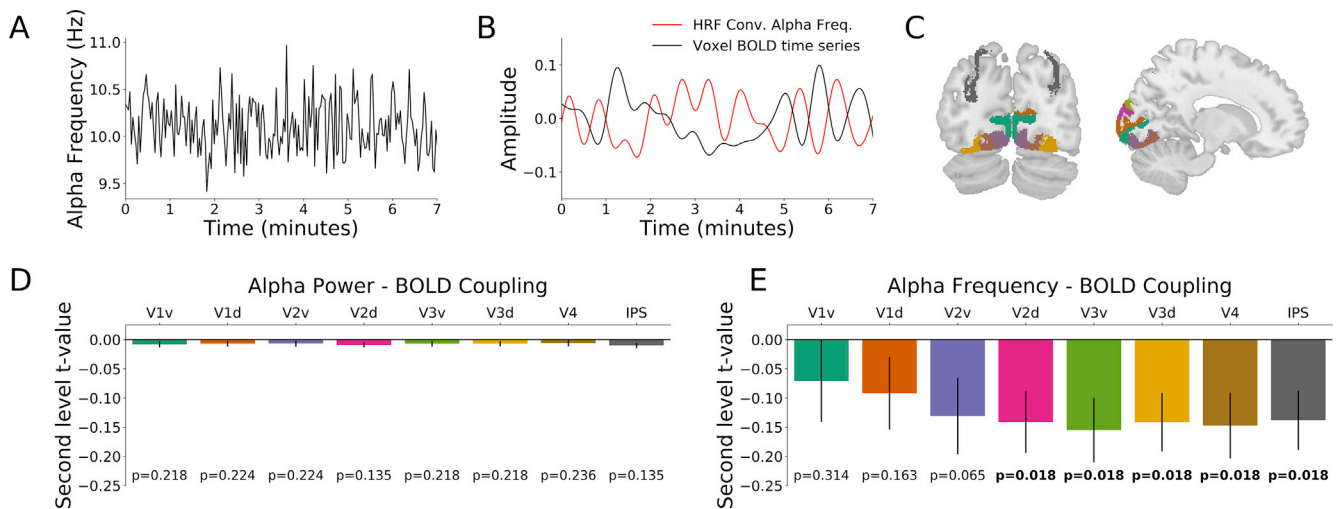 A
Alpha Frequency (Hz)
11.0
10.5
10.0
9.5
0 1 2 3 4 5 6 7
Time (minutes)
B
HRF Conv. Alpha Freq.
Voxel BOLD time series
Amplitude
0.1
0.0
−0.1
0 1 2 3 4 5 6 7
Time (minutes)
C
D
Alpha Power - BOLD Coupling
V1v V1d V2v V2d V3v V3d V4 IPS
Second level t-value
0.00
−0.05
−0.10
−0.15
−0.20
−0.25
p=0.218 p=0.224 p=0.224 p=0.135 p=0.218 p=0.218 p=0.236 p=0.135
E
Alpha Frequency - BOLD Coupling
V1v V1d V2v V2d V3v V3d V4 IPS
Second level t-value
0.00
−0.05
−0.10
−0.15
−0.20
−0.25
p=0.314 p=0.163 p=0.065 p=0.018 p=0.018 p=0.018 p=0.018 p=0.018